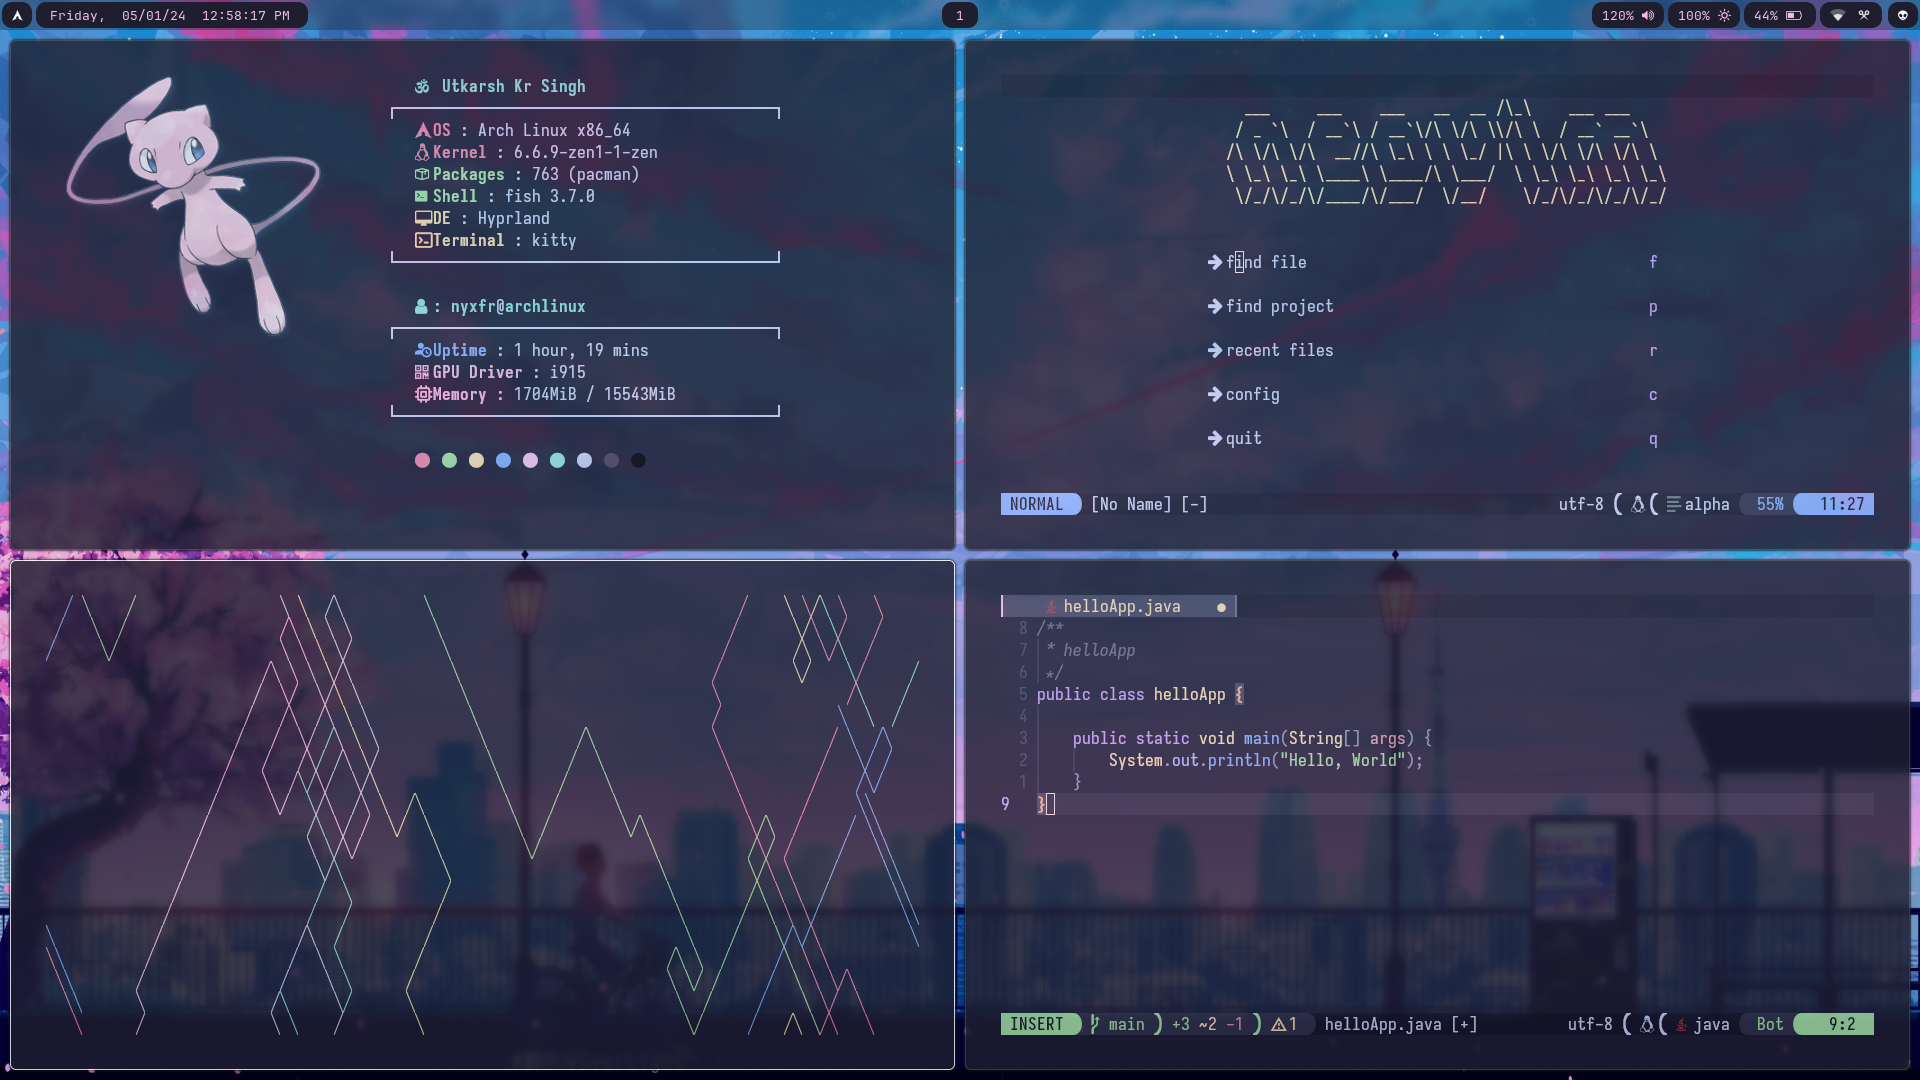 Friday, 05/01/24 12:58:17 PM
1
120%
100%
44%
ॐ Utkarsh Kr Singh
OS : Arch Linux x86_64
Kernel : 6.6.9-zen1-1-zen
Packages : 763 (pacman)
Shell : fish 3.7.0
DE : Hyprland
Terminal : kitty
: nyxfr@archlinux
Uptime : 1 hour, 19 mins
GPU Driver : i915
Memory : 1704MiB / 15543MiB
find file f
find project p
recent files r
config c
quit q
NORMAL [No Name] [-] utf-8 alpha 55% 11:27
helloApp.java
8 /**
7 * helloApp
6 */
5 public class helloApp {
4
3 public static void main(String[] args) {
2 System.out.println("Hello, World");
1 }
9 }
INSERT main +3 ~2 -1 1 helloApp.java [+] utf-8 java Bot 9:2